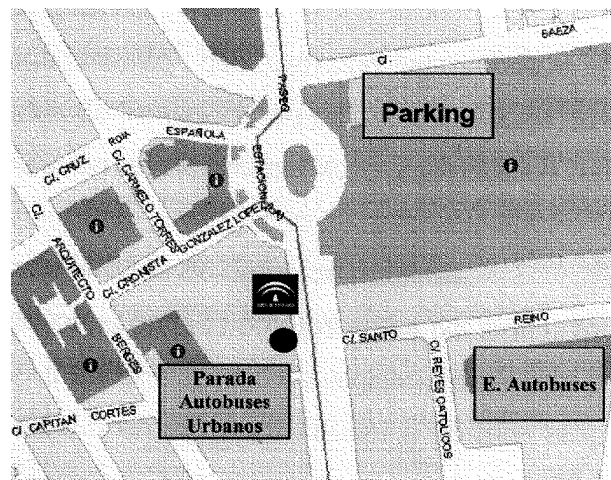 BAEZA
C/.
Parking
PASEO
ESTACION
ROJA
ESPAÑOLA
C/. CRUZ
C/. CARMELO TORRES
C/. CRONISTA GONZALEZ LOPEZ
C/.
ARQUITECTO
BERGES
C/. SANTO
REINO
C/. REYES CATOLICOS
E. Autobuses
Parada
Autobuses
Urbanos
C/. CAPITAN
CORTES